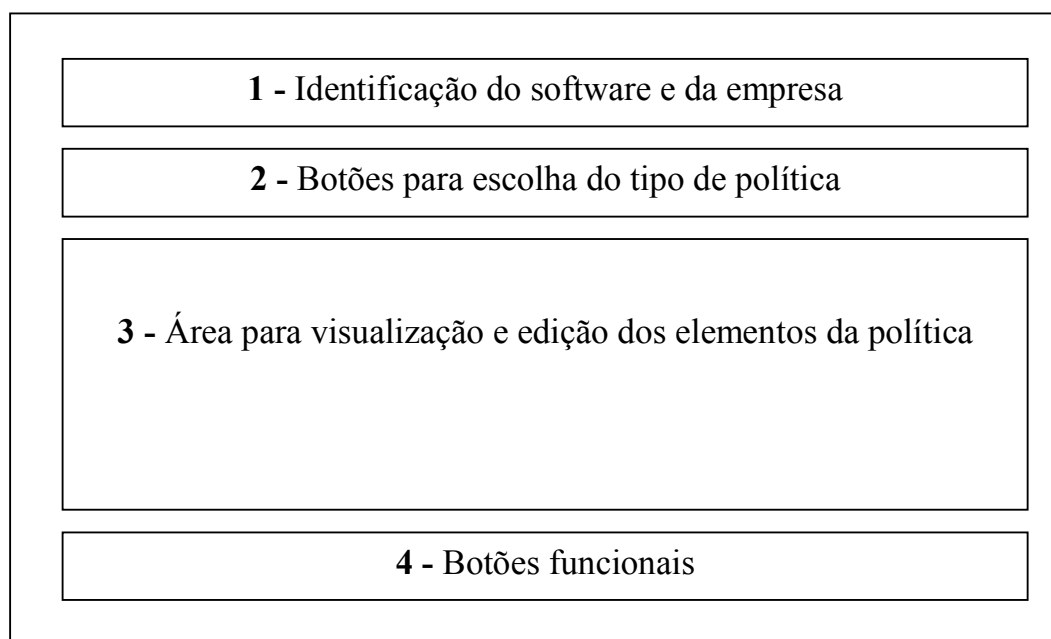 1 - Identificação do software e da empresa
2 - Botões para escolha do tipo de política
3 - Área para visualização e edição dos elementos da política
4 - Botões funcionais